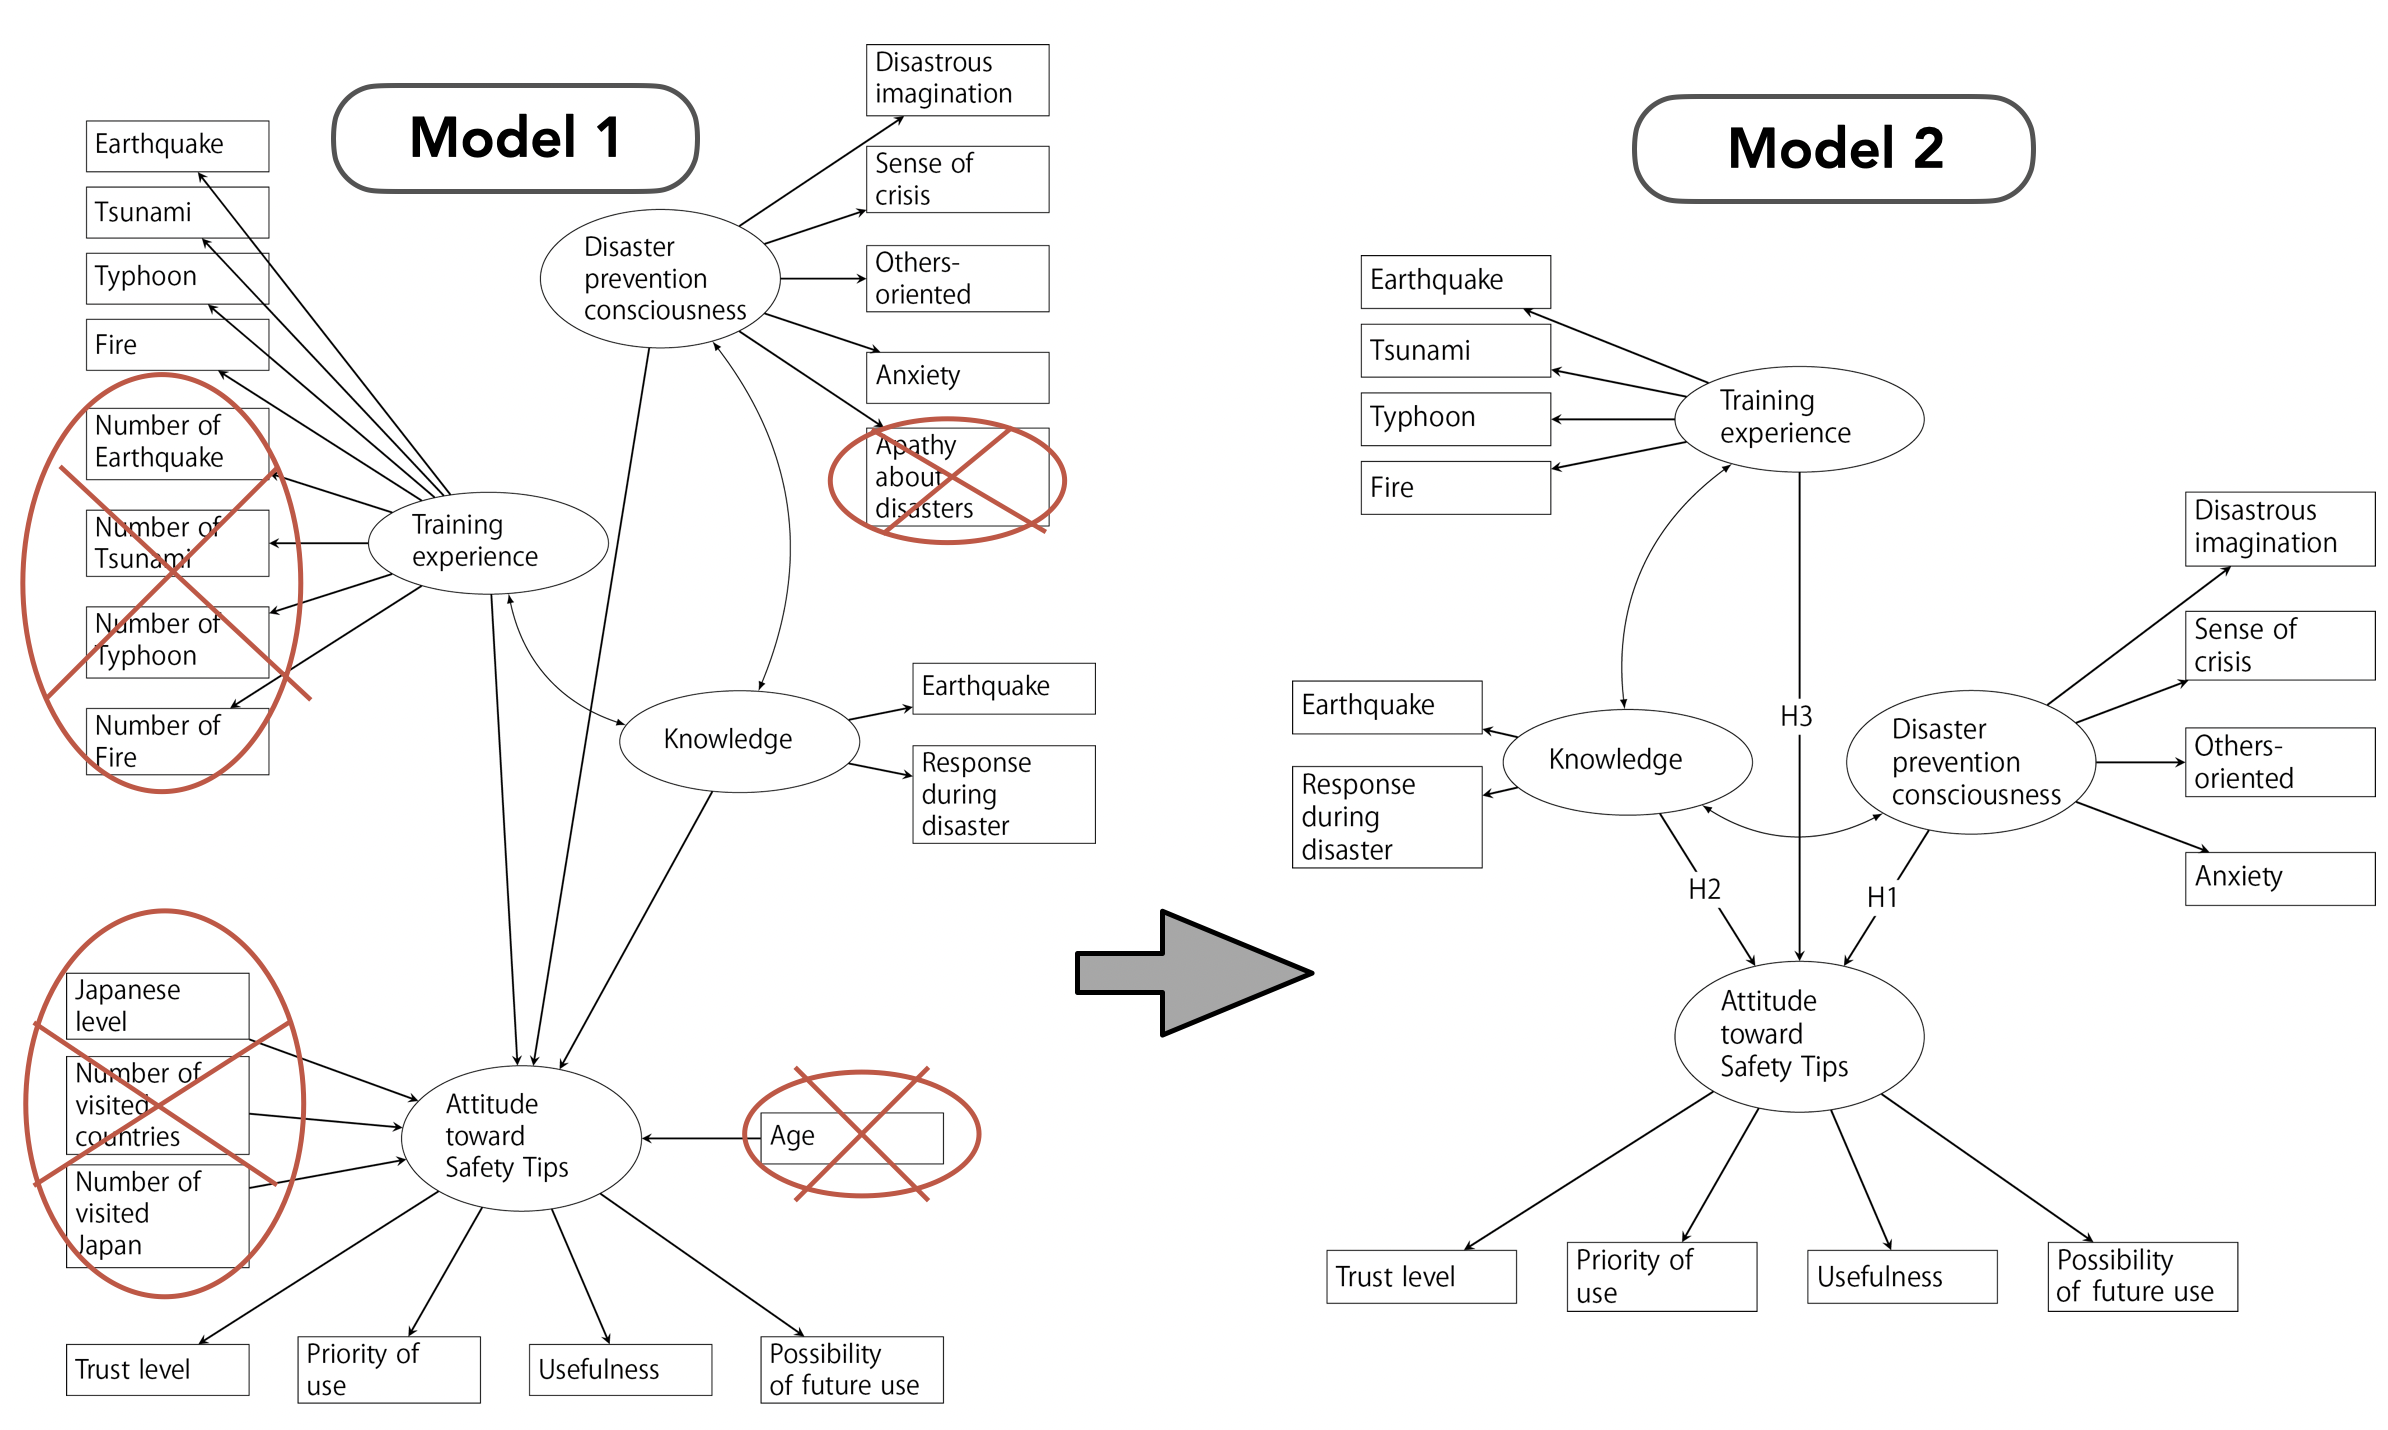 Model 1
Disastrous
imagination
Sense of
crisis
Others-
oriented
Anxiety
Apathy
about
disasters
Disaster
prevention
consciousness
Earthquake
Tsunami
Typhoon
Fire
Number of
Earthquake
Number of
Tsunami
Number of
Typhoon
Number of
Fire
Training
experience
Knowledge
Earthquake
Response
during
disaster
Japanese
level
Number of
visited
countries
Number of
visited
Japan
Attitude
toward
Safety Tips
Age
Trust level
Priority of
use
Usefulness
Possibility
of future use
Model 2
Earthquake
Tsunami
Typhoon
Fire
Training
experience
Disastrous
imagination
Sense of
crisis
Others-
oriented
Anxiety
Earthquake
Response
during
disaster
Knowledge
H3
Disaster
prevention
consciousness
H2
H1
Attitude
toward
Safety Tips
Trust level
Priority of
use
Usefulness
Possibility
of future use